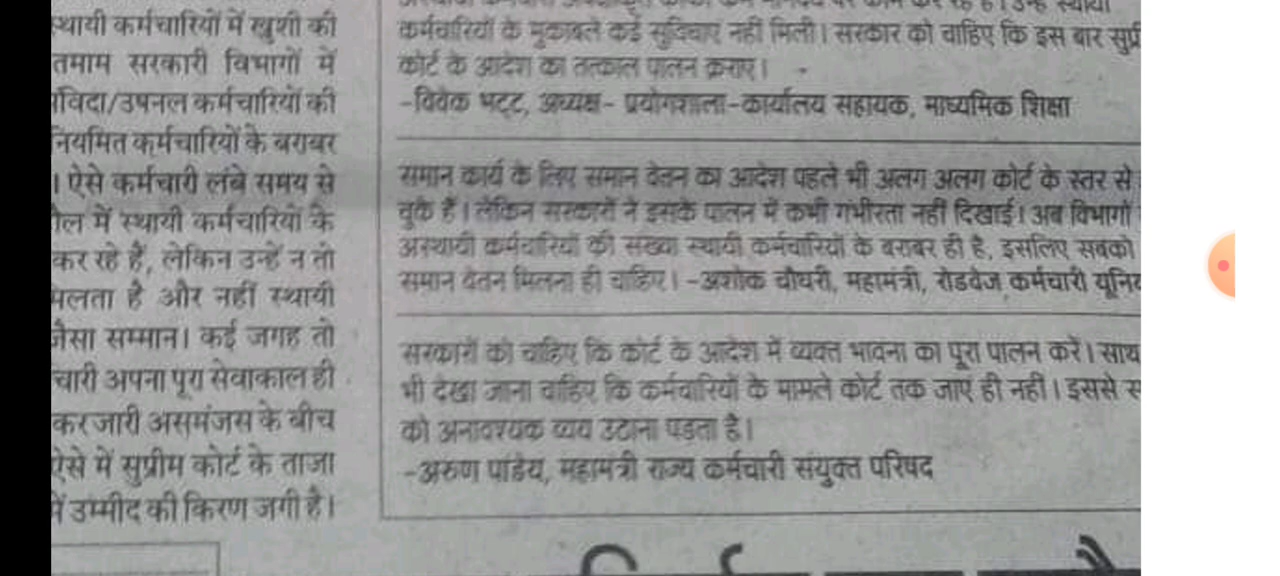 स्थायी कर्मचारियों में खुशी की
तमाम सरकारी विभागों में
संविदा/उपनल कर्मचारियों की
नियमित कर्मचारियों के बराबर
। ऐसे कर्मचारी लंबे समय से
में स्थायी कर्मचारियों के
कर रहे हैं, लेकिन उन्हें न तो
मिलता है और नहीं स्थायी
जैसा सम्मान। कई जगह तो
चारी अपना पूरा सेवाकाल ही
कर जारी असमंजस के बीच
ऐसे में सुप्रीम कोर्ट के ताजा
में उम्मीद की किरण जगी है।
कर्मचारियों के मुकाबले कई सुविधाएं नहीं मिली। सरकार को चाहिए कि इस बार सुप्री
कोर्ट के आदेश का तत्काल पालन कराए।
-विवेक भट्ट, अध्यक्ष- प्रयोगशाला-कार्यालय सहायक, माध्यमिक शिक्षा
समान कार्य के लिए समान वेतन का आदेश पहले भी अलग अलग कोर्ट के स्तर से
चुके हैं। लेकिन सरकारों ने इसके पालन में कभी गंभीरता नहीं दिखाई। अब विभागों
अस्थायी कर्मचारियों की संख्या स्थायी कर्मचारियों के बराबर ही है, इसलिए सबको
समान वेतन मिलना ही चाहिए। -अशोक चौधरी, महामंत्री, रोडवेज कर्मचारी यूनिय
सरकारों को चाहिए कि कोर्ट के आदेश में व्यक्त भावना का पूरा पालन करें। साथ
भी देखा जाना चाहिए कि कर्मचारियों के मामले कोर्ट तक जाएं ही नहीं। इससे स
को अनावश्यक व्यय उठाना पड़ता है।
-अरुण पांडेय, महामंत्री राज्य कर्मचारी संयुक्त परिषद